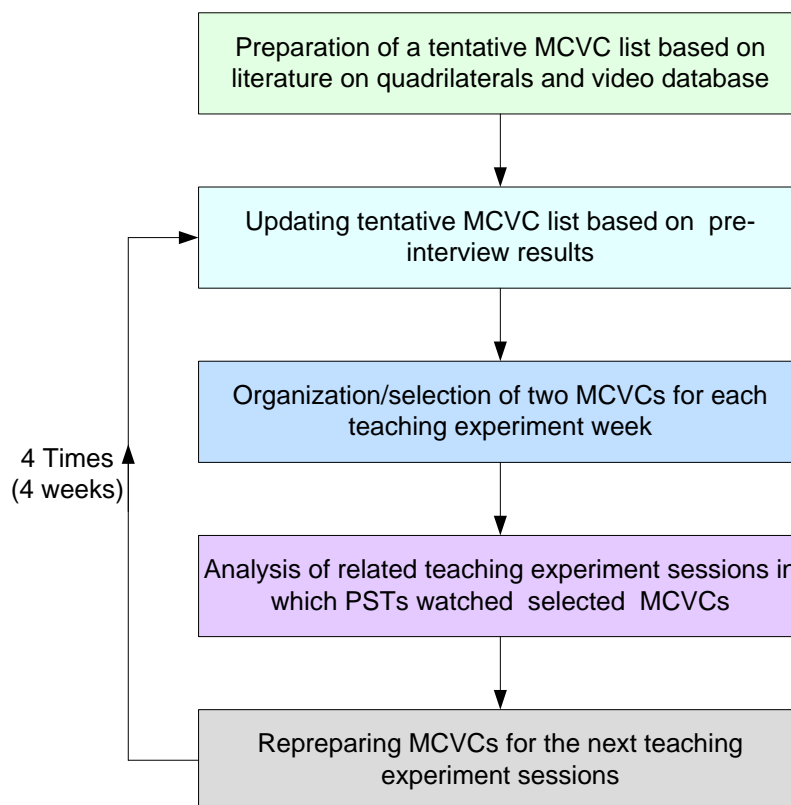 Preparation of a tentative MCVC list based on
literature on quadrilaterals and video database
Updating tentative MCVC list based on  pre-
interview results
Organization/selection of two MCVCs for each
teaching experiment week
4 Times
(4 weeks)
Analysis of related teaching experiment sessions in
which PSTs watched  selected  MCVCs
Repreparing MCVCs for the next teaching
experiment sessions